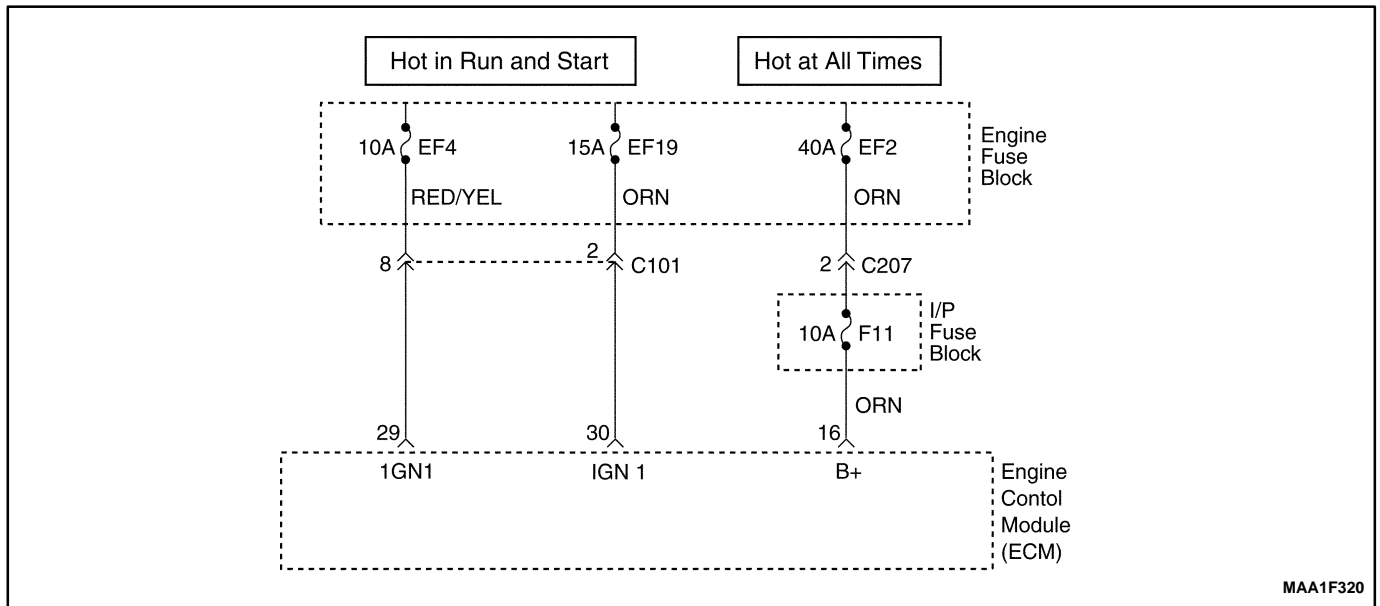 Hot in Run and Start
Hot at All Times
10A EF4
15A EF19
40A EF2
Engine
Fuse
Block
RED/YEL
ORN
ORN
8
2
C101
2
C207
10A F11
I/P
Fuse
Block
ORN
29
30
16
1GN1
IGN 1
B+
Engine
Contol
Module
(ECM)
MAA1F320